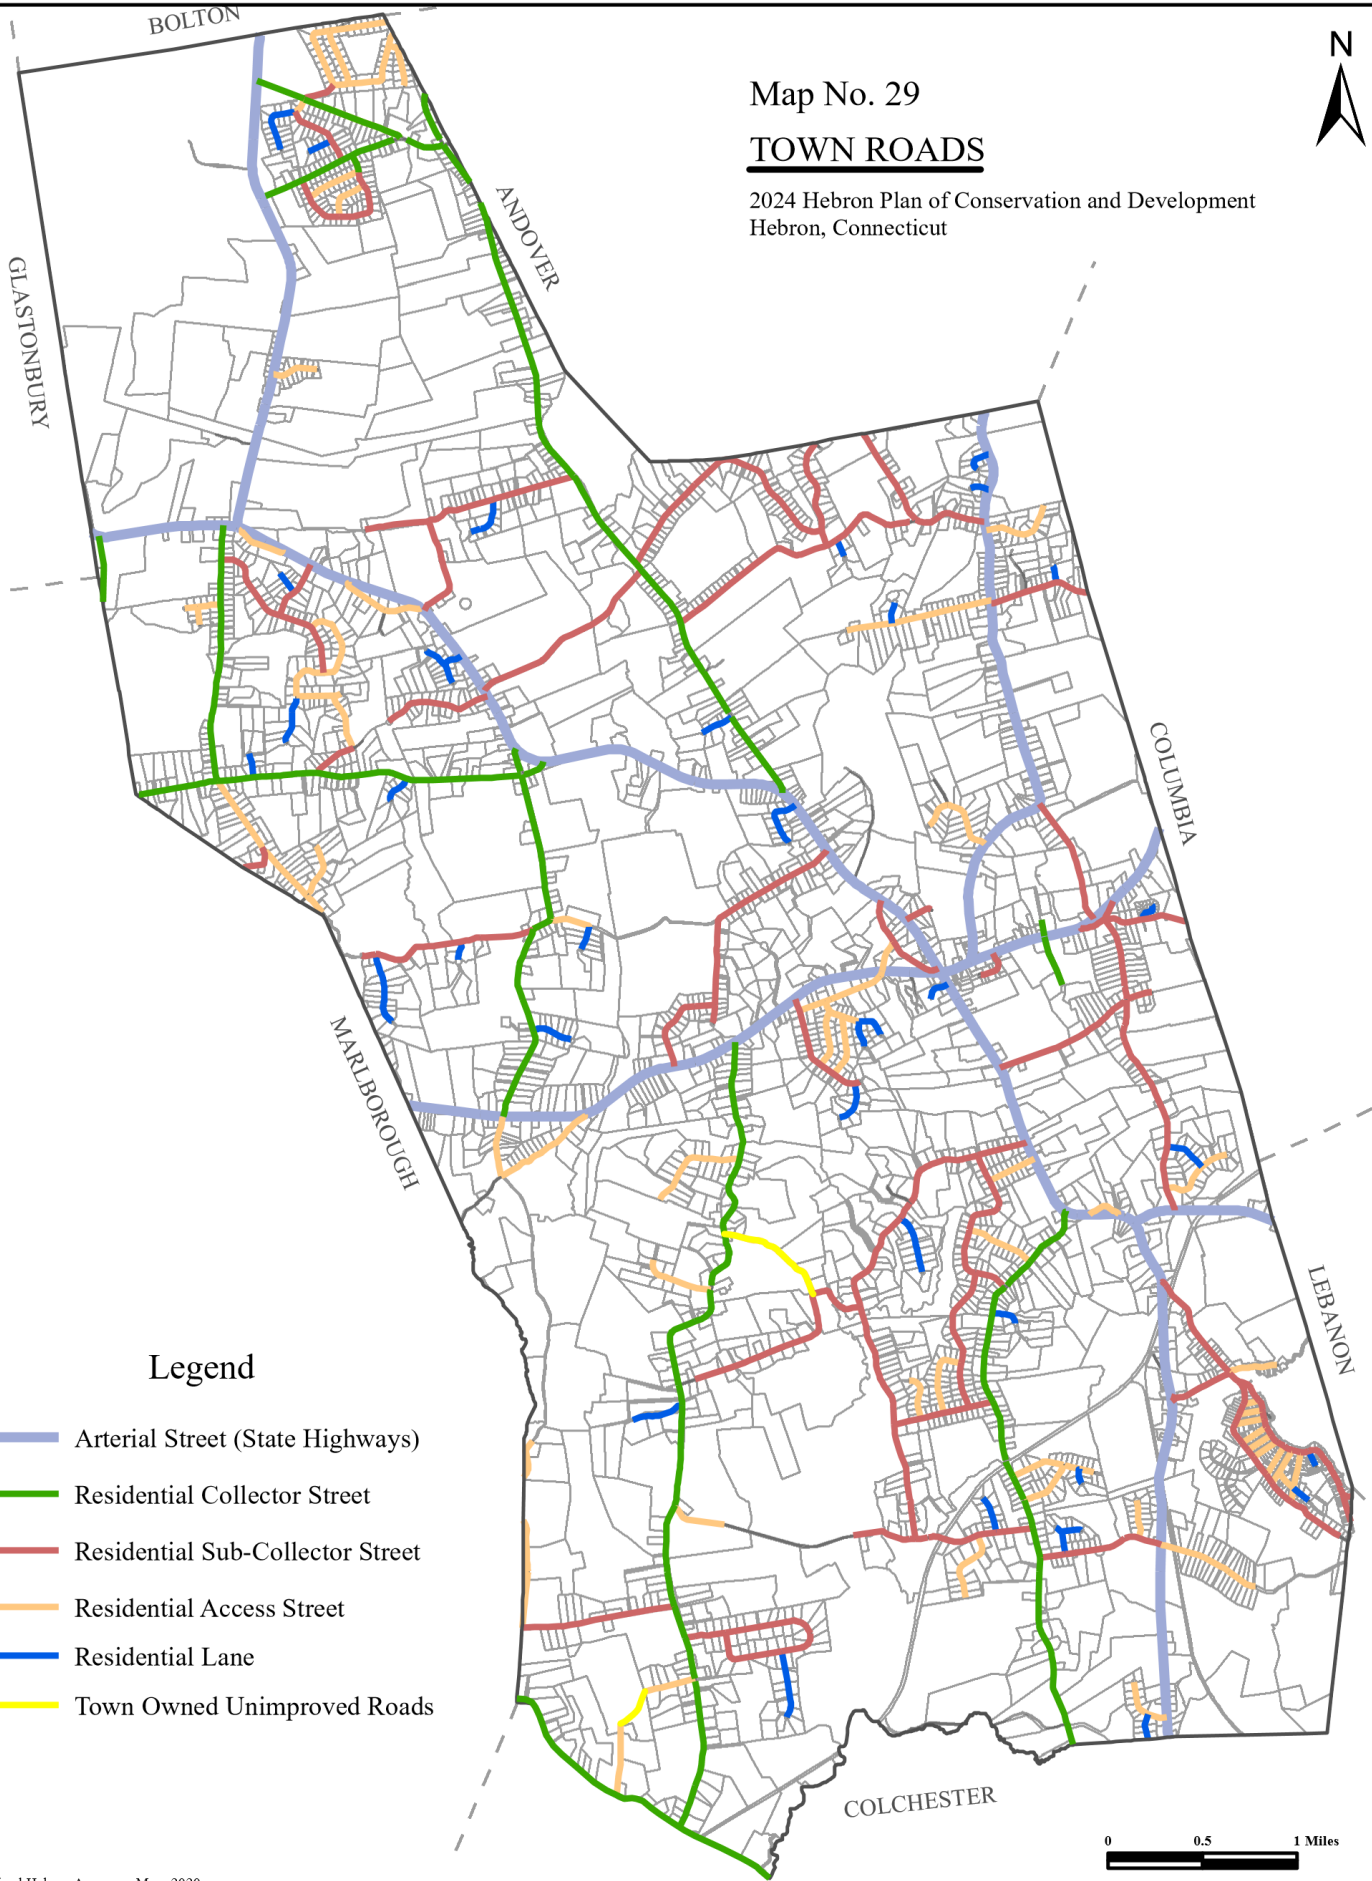 BOLTON
N
Map No. 29
TOWN ROADS
2024 Hebron Plan of Conservation and Development
Hebron, Connecticut
ANDOVER
GLASTONBURY
COLUMBIA
MARLBOROUGH
LEBANON
Legend
Arterial Street (State Highways)
Residential Collector Street
Residential Sub-Collector Street
Residential Access Street
Residential Lane
Town Owned Unimproved Roads
COLCHESTER
0 0.5 1 Miles